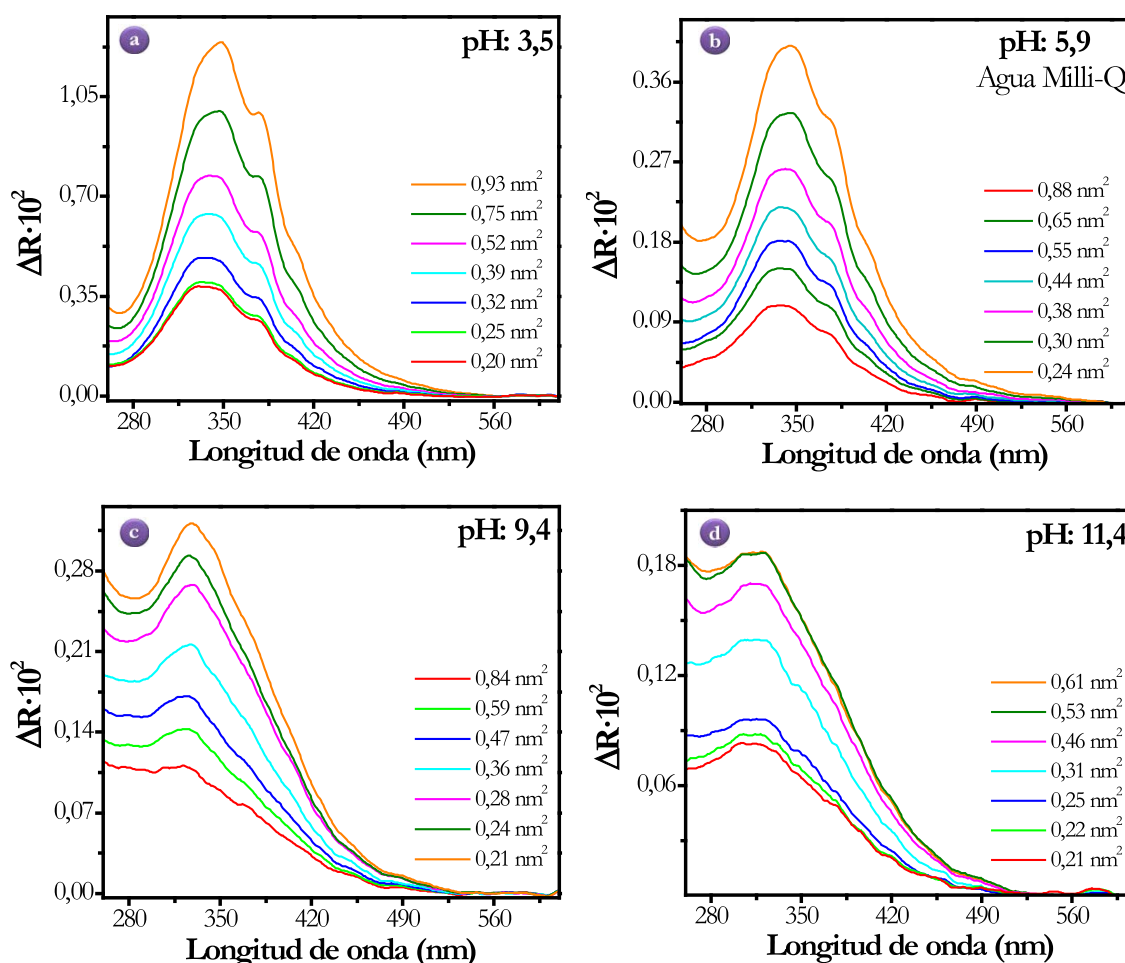 a
pH: 3,5
1,05
0,70
0,35
0,00
ΔR·10²
0,93 nm²
0,75 nm²
0,52 nm²
0,39 nm²
0,32 nm²
0,25 nm²
0,20 nm²
280 350 420 490 560
Longitud de onda (nm)
b
pH: 5,9
Agua Milli-Q
0.36
0.27
0.18
0.09
0.00
ΔR·10²
0,88 nm²
0,65 nm²
0,55 nm²
0,44 nm²
0,38 nm²
0,30 nm²
0,24 nm²
280 350 420 490 560
Longitud de onda (nm)
c
pH: 9,4
0,28
0,21
0,14
0,07
0,00
ΔR·10²
0,84 nm²
0,59 nm²
0,47 nm²
0,36 nm²
0,28 nm²
0,24 nm²
0,21 nm²
280 350 420 490 560
Longitud de onda (nm)
d
pH: 11,4
0,18
0,12
0,06
ΔR·10²
0,61 nm²
0,53 nm²
0,46 nm²
0,31 nm²
0,25 nm²
0,22 nm²
0,21 nm²
280 350 420 490 560
Longitud de onda (nm)